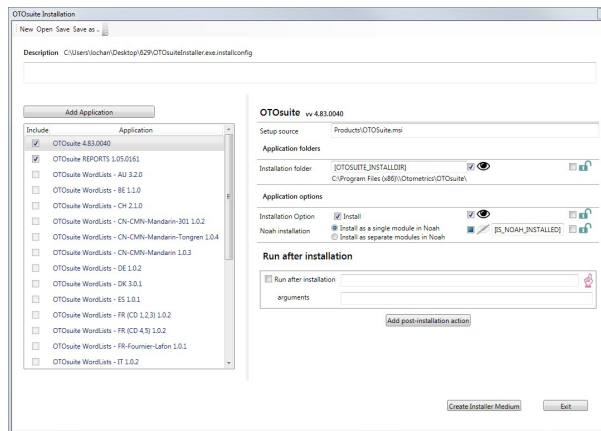 OTOsuite Installation
New Open Save Save as
Description C:\Users\lochan\Desktop\629\OTOsuiteInstaller.exe.installconfig
Add Application
Include Application
OTOsuite 4.83.0040
OTOsuite REPORTS 1.05.0161
OTOsuite WordLists - AU 3.2.0
OTOsuite WordLists - BE 1.1.0
OTOsuite WordLists - CH 2.1.0
OTOsuite WordLists - CN-CMN-Mandarin-301 1.0.2
OTOsuite WordLists - CN-CMN-Mandarin-Tongren 1.0.4
OTOsuite WordLists - CN-CMN-Mandarin 1.0.3
OTOsuite WordLists - DE 1.0.2
OTOsuite WordLists - DK 3.0.1
OTOsuite WordLists - ES 1.0.1
OTOsuite WordLists - FR (CD 1,2,3) 1.0.2
OTOsuite WordLists - FR (CD 4,5) 1.0.2
OTOsuite WordLists - FR-Fournier-Lafon 1.0.1
OTOsuite WordLists - IT 1.0.2
OTOsuite vv 4.83.0040
Setup source Products\OTOSuite.msi
Application folders
Installation folder [OTOSUITE_INSTALLDIR]
C:\Program Files (x86)\\Otometrics\OTOsuite\
Application options
Installation Option Install
Noah installation Install as a single module in Noah [IS_NOAH_INSTALLED]
Install as separate modules in Noah
Run after installation
Run after installation
arguments
Add post-installation action
Create Installer Medium Exit